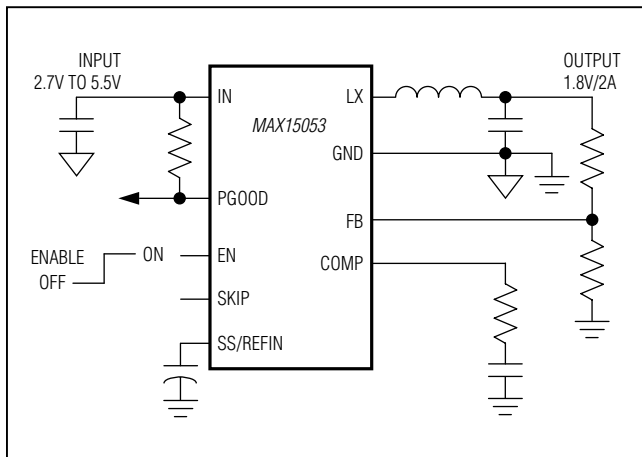 INPUT
2.7V TO 5.5V
OUTPUT
1.8V/2A
IN
LX
MAX15053
GND
PGOOD
FB
ENABLE
ON
OFF
EN
COMP
SKIP
SS/REFIN